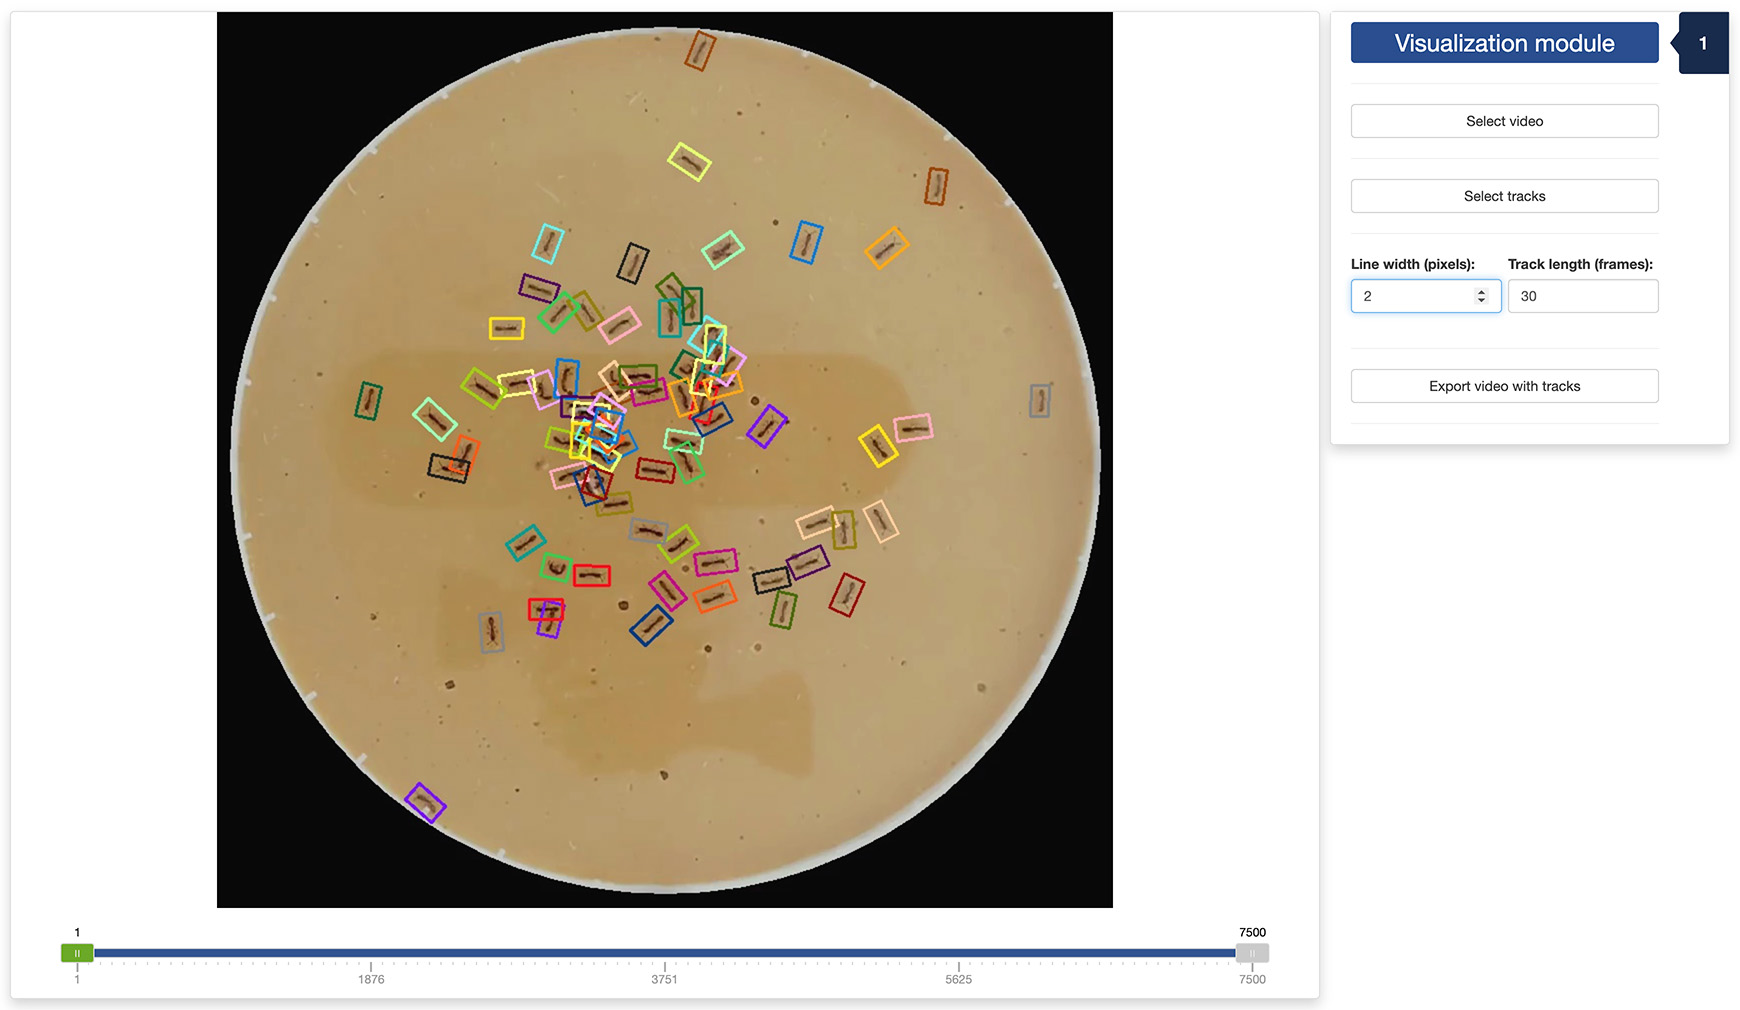 Visualization module
1
Select video
Select tracks
Line width (pixels): Track length (frames):
2 30
Export video with tracks
1 7500
1 1876 3751 5625 7500